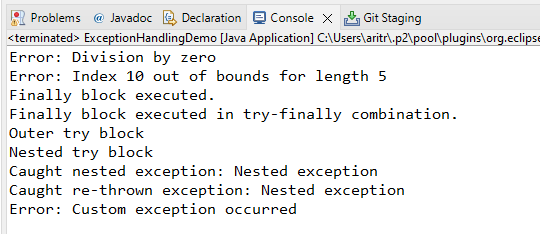 Problems @ Javadoc Declaration Console Git Staging
<terminated> ExceptionHandlingDemo [Java Application] C:\Users\aritr\.p2\pool\plugins\org.eclipse
Error: Division by zero
Error: Index 10 out of bounds for length 5
Finally block executed.
Finally block executed in try-finally combination.
Outer try block
Nested try block
Caught nested exception: Nested exception
Caught re-thrown exception: Nested exception
Error: Custom exception occurred